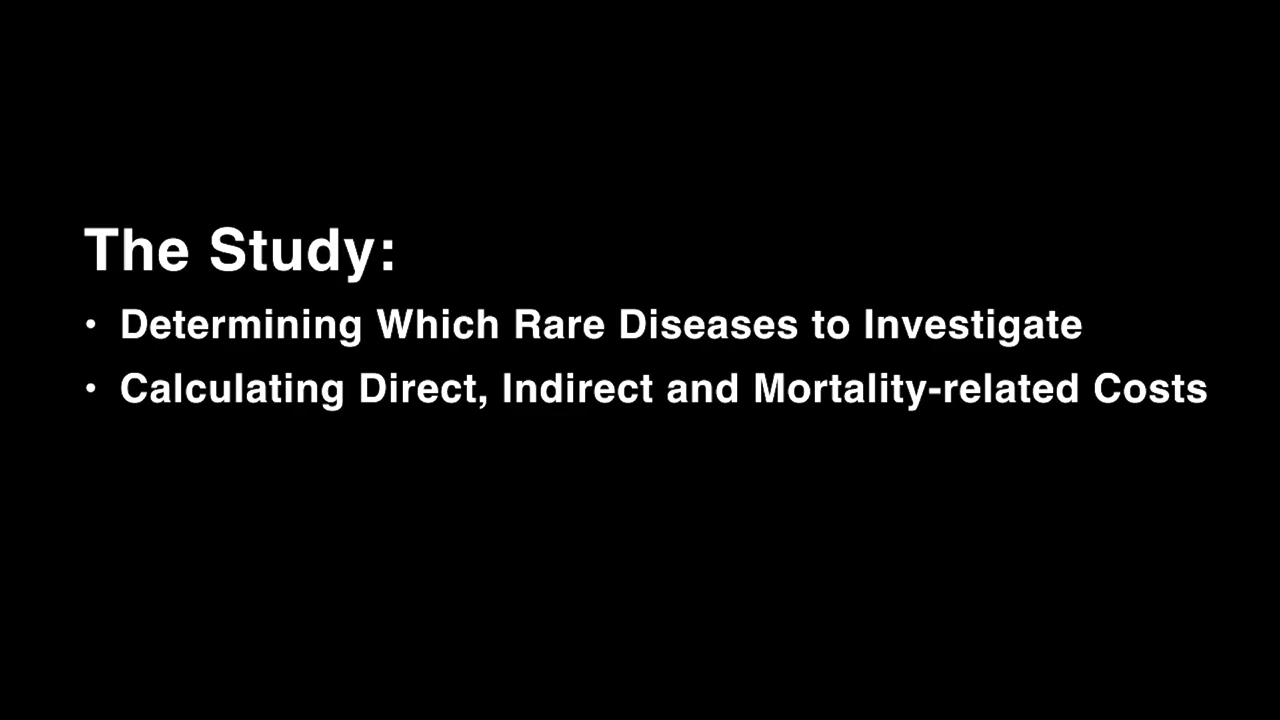 The Study:
• Determining Which Rare Diseases to Investigate
• Calculating Direct, Indirect and Mortality-related Costs